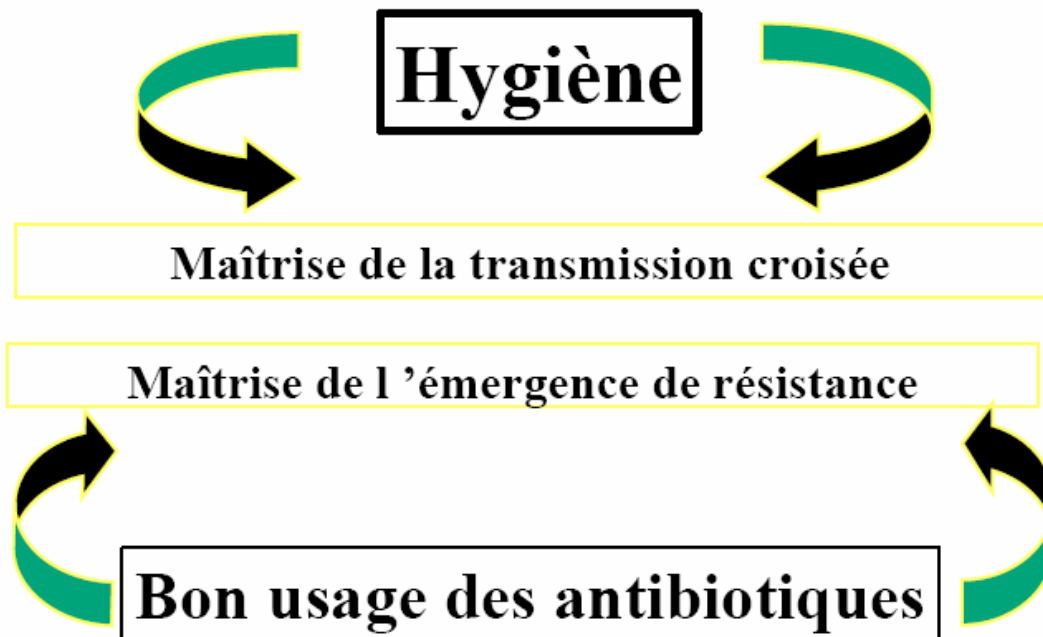 Hygiène
Maîtrise de la transmission croisée
Maîtrise de l ’émergence de résistance
Bon usage des antibiotiques